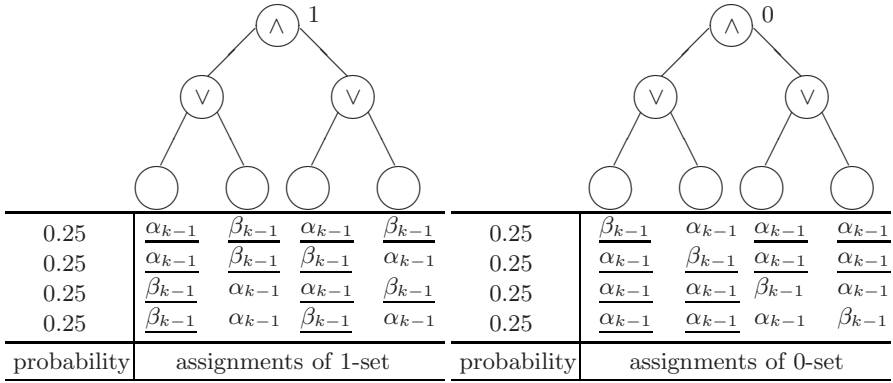 ∧ 1 ∧ 0
∨ ∨ ∨ ∨
0.25 α_{k−1} β_{k−1} α_{k−1} β_{k−1} 0.25 β_{k−1} α_{k−1} α_{k−1} α_{k−1}
0.25 α_{k−1} β_{k−1} β_{k−1} α_{k−1} 0.25 α_{k−1} β_{k−1} α_{k−1} α_{k−1}
0.25 β_{k−1} α_{k−1} α_{k−1} β_{k−1} 0.25 α_{k−1} α_{k−1} β_{k−1} α_{k−1}
0.25 β_{k−1} α_{k−1} β_{k−1} α_{k−1} 0.25 α_{k−1} α_{k−1} α_{k−1} β_{k−1}
probability assignments of 1-set probability assignments of 0-set